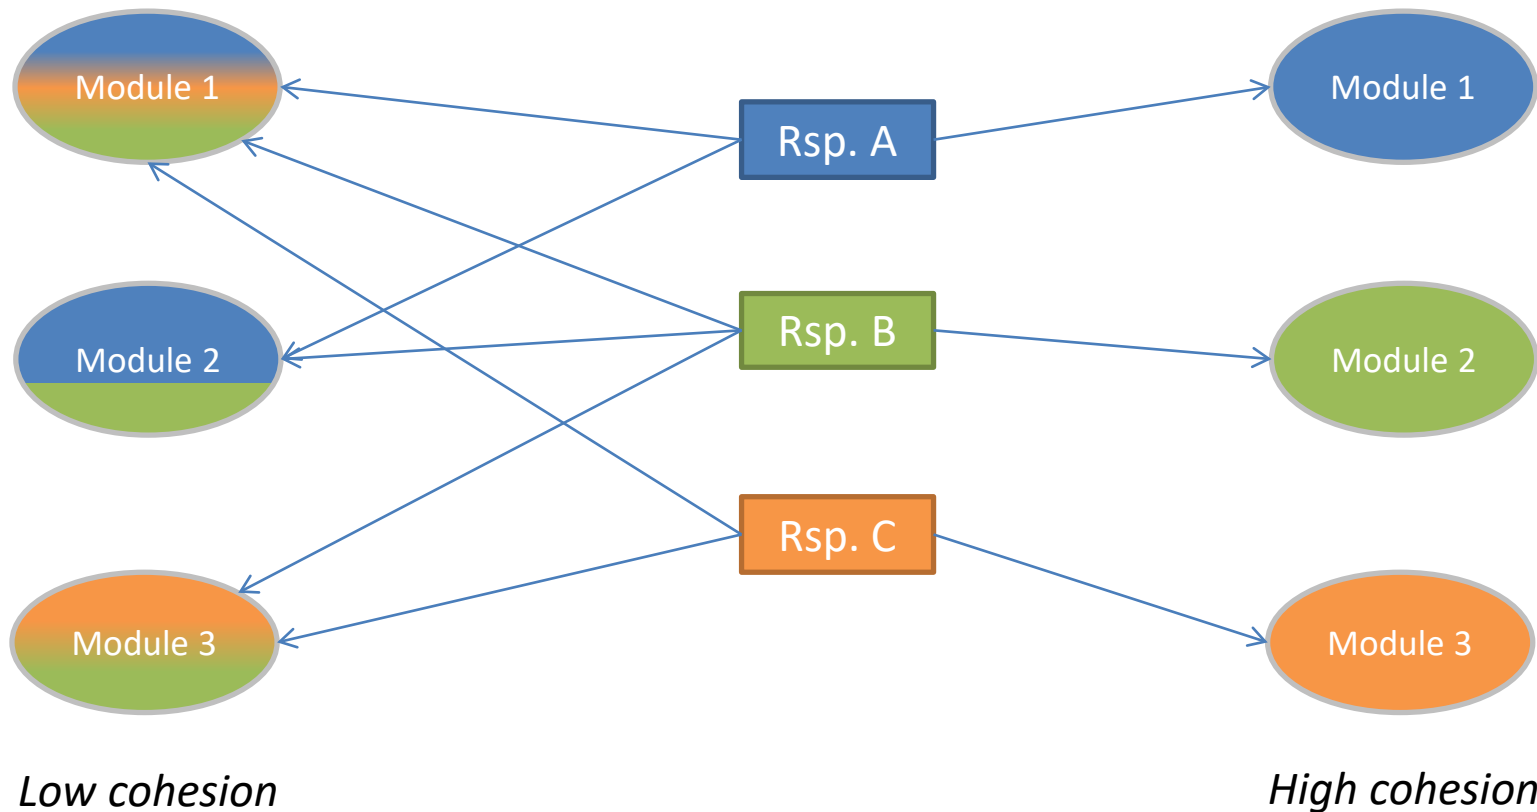 Module 1
Rsp. A
Module 1
Module 2
Rsp. B
Module 2
Module 3
Rsp. C
Module 3
Low cohesion
High cohesion